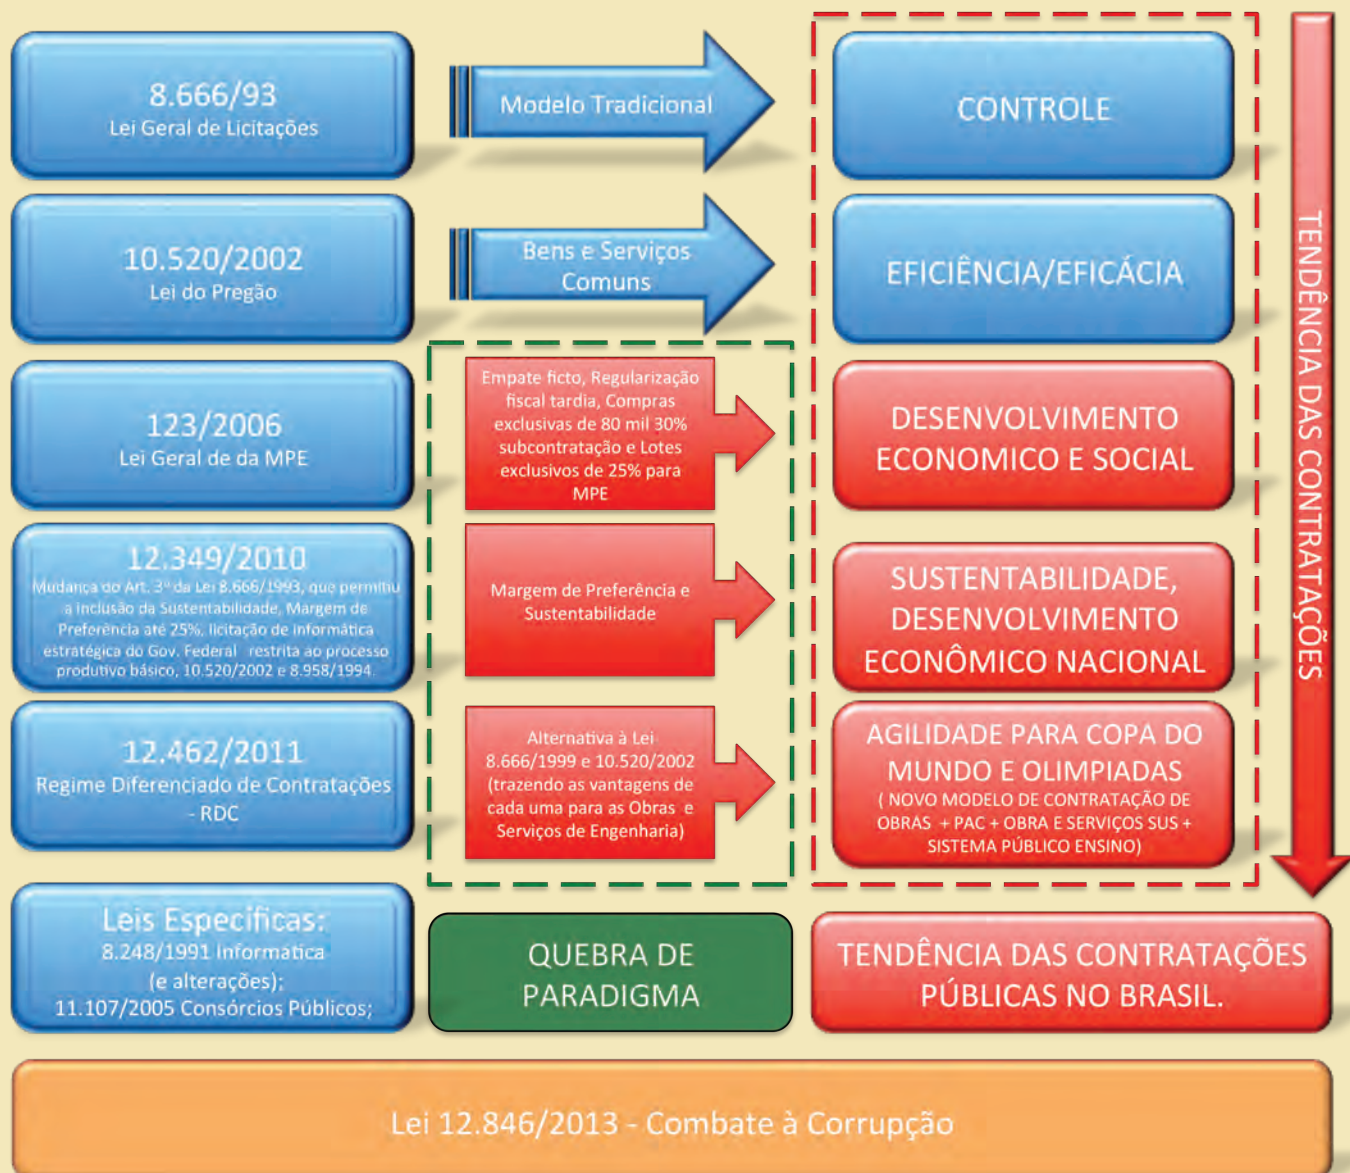 8.666/93
Lei Geral de Licitações
Modelo Tradicional
CONTROLE
10.520/2002
Lei do Pregão
Bens e Serviços
Comuns
EFICIÊNCIA/EFICÁCIA
123/2006
Lei Geral de da MPE
Empate ficto, Regularização
fiscal tardia, Compras
exclusivas de 80 mil 30%
subcontratação e Lotes
exclusivos de 25% para
MPE
DESENVOLVIMENTO
ECONOMICO E SOCIAL
12.349/2010
Mudança do Art. 3º da Lei 8.666/1993, que permitiu
a inclusão da Sustentabilidade, Margem de
Preferência até 25%, licitação de informática
estratégica do Gov. Federal restrita ao processo
produtivo básico, 10.520/2002 e 8.958/1994.
Margem de Preferência e
Sustentabilidade
SUSTENTABILIDADE,
DESENVOLVIMENTO
ECONÔMICO NACIONAL
12.462/2011
Regime Diferenciado de Contratações
- RDC
Alternativa à Lei
8.666/1999 e 10.520/2002
(trazendo as vantagens de
cada uma para as Obras e
Serviços de Engenharia)
AGILIDADE PARA COPA DO
MUNDO E OLIMPIADAS
( NOVO MODELO DE CONTRATAÇÃO DE
OBRAS + PAC + OBRA E SERVIÇOS SUS +
SISTEMA PÚBLICO ENSINO)
TENDÊNCIA DAS CONTRATAÇÕES
Leis Específicas:
8.248/1991 Informática
(e alterações);
11.107/2005 Consórcios Públicos;
QUEBRA DE
PARADIGMA
TENDÊNCIA DAS CONTRATAÇÕES
PÚBLICAS NO BRASIL.
Lei 12.846/2013 - Combate à Corrupção